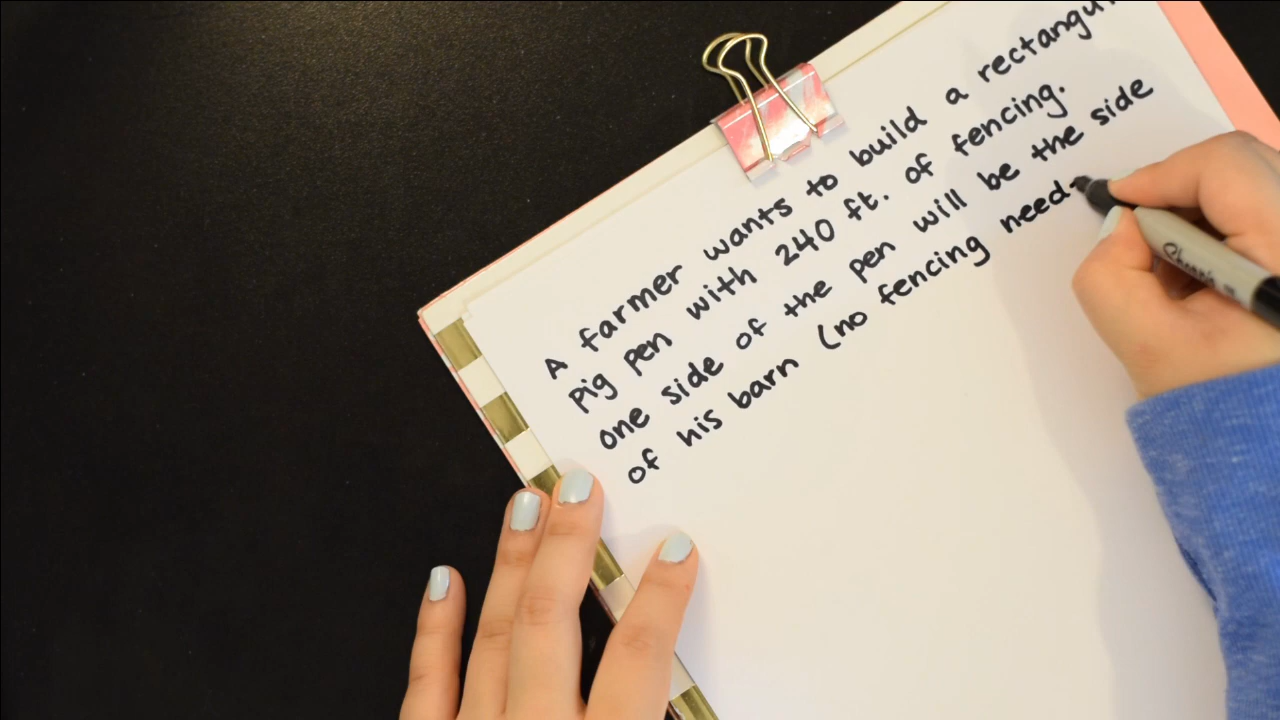 A farmer wants to build a
pig pen with 240 ft. of fencing.
one side of the pen will be the side
of his barn (no fencing need